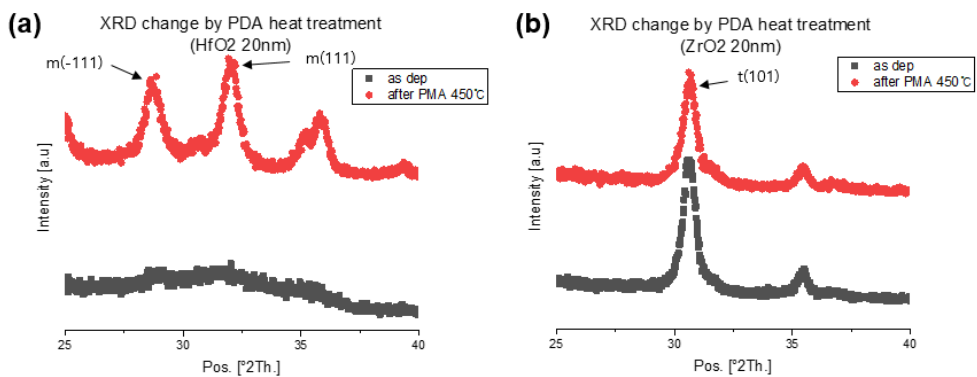 (a)
XRD change by PDA heat treatment
(HfO2 20nm)
m(-111)
m(111)
as dep
after PMA 450℃
Intensity [a.u]
25
30
35
40
Pos. [°2Th.]
(b)
XRD change by PDA heat treatment
(ZrO2 20nm)
t(101)
as dep
after PMA 450℃
Intensity [a.u]
25
30
35
40
Pos. [°2Th.]